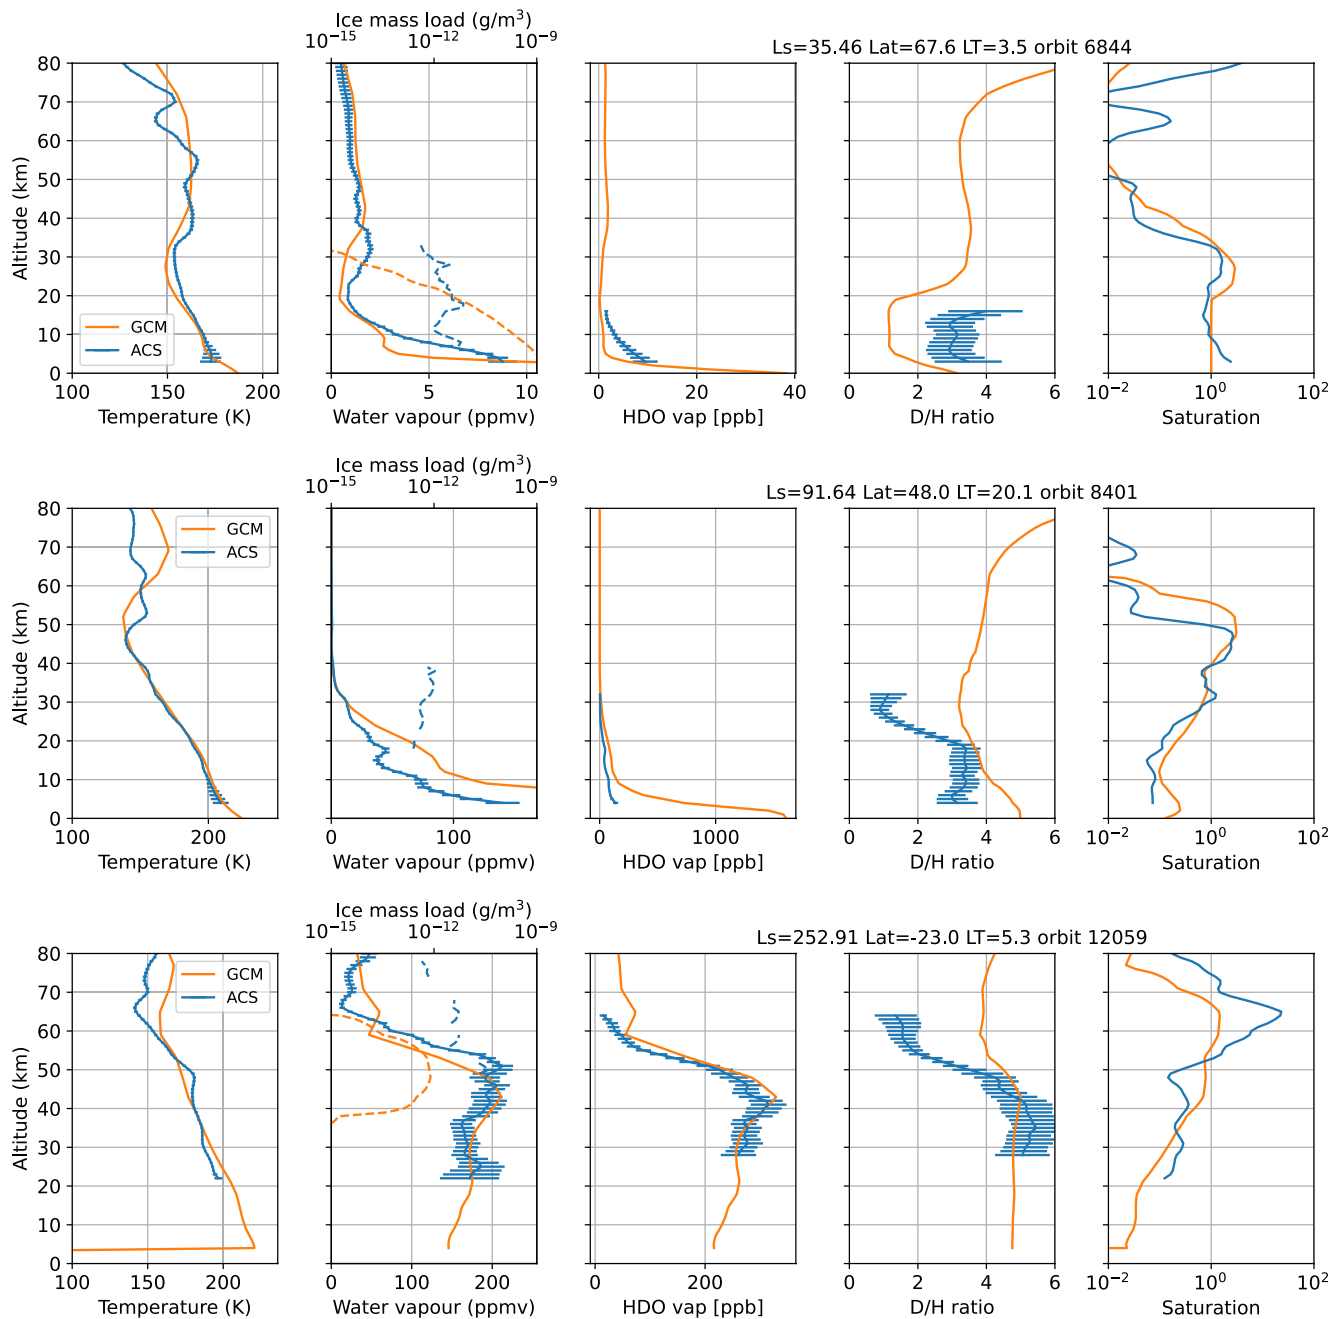 Ice mass load (g/m³)
10⁻¹⁵ 10⁻¹² 10⁻⁹
Ls=35.46 Lat=67.6 LT=3.5 orbit 6844
Altitude (km)
80
70
60
50
40
30
20
10
0
GCM
ACS
100 150 200
Temperature (K)
0 5 10
Water vapour (ppmv)
0 20 40
HDO vap [ppb]
0 2 4 6
D/H ratio
10⁻² 10⁰ 10²
Saturation
Ice mass load (g/m³)
10⁻¹⁵ 10⁻¹² 10⁻⁹
Ls=91.64 Lat=48.0 LT=20.1 orbit 8401
Altitude (km)
80
70
60
50
40
30
20
10
0
GCM
ACS
100 200
Temperature (K)
0 100
Water vapour (ppmv)
0 1000
HDO vap [ppb]
0 2 4 6
D/H ratio
10⁻² 10⁰ 10²
Saturation
Ice mass load (g/m³)
10⁻¹⁵ 10⁻¹² 10⁻⁹
Ls=252.91 Lat=-23.0 LT=5.3 orbit 12059
Altitude (km)
80
70
60
50
40
30
20
10
0
GCM
ACS
100 150 200
Temperature (K)
0 100 200
Water vapour (ppmv)
0 200
HDO vap [ppb]
0 2 4 6
D/H ratio
10⁻² 10⁰ 10²
Saturation